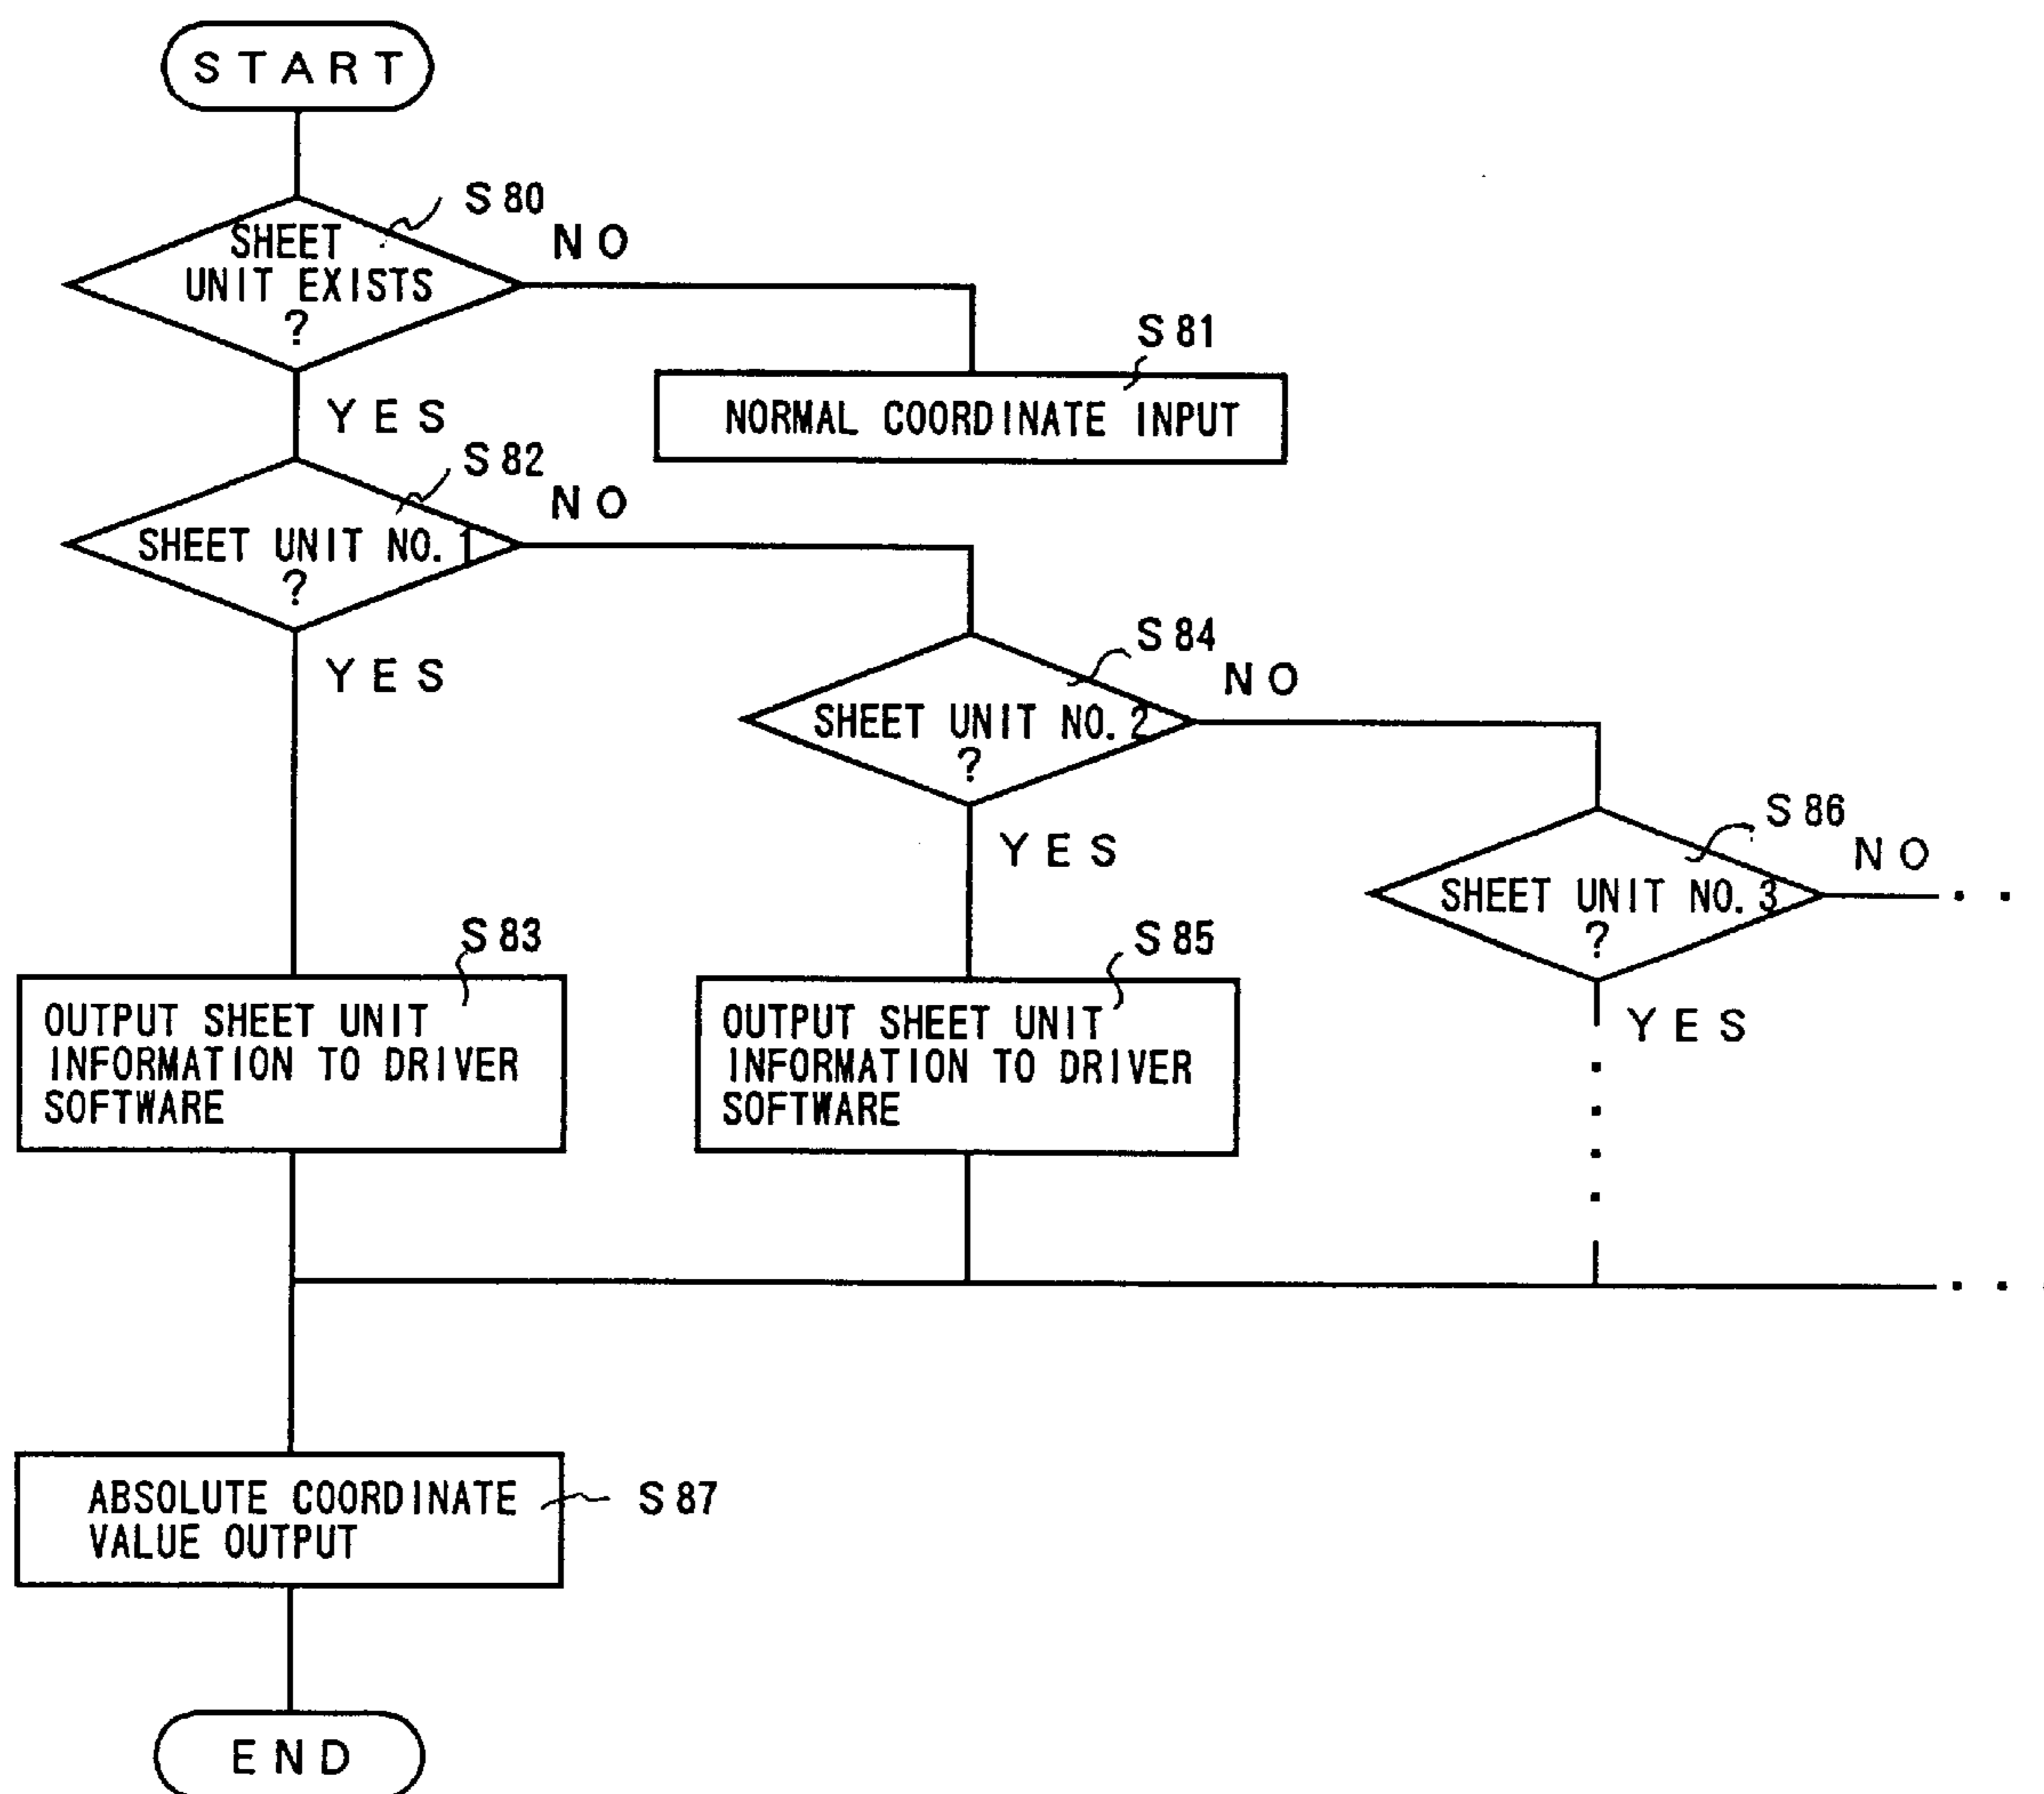 START
S80
NO
SHEET
UNIT EXISTS
?
S81
NORMAL COORDINATE INPUT
YES
S82
NO
SHEET UNIT NO.1
?
YES
S84
NO
SHEET UNIT NO.2
?
YES
S86
NO
SHEET UNIT NO.3
?
YES
S83
OUTPUT SHEET UNIT
INFORMATION TO DRIVER
SOFTWARE
S85
OUTPUT SHEET UNIT
INFORMATION TO DRIVER
SOFTWARE
ABSOLUTE COORDINATE
VALUE OUTPUT
S87
END